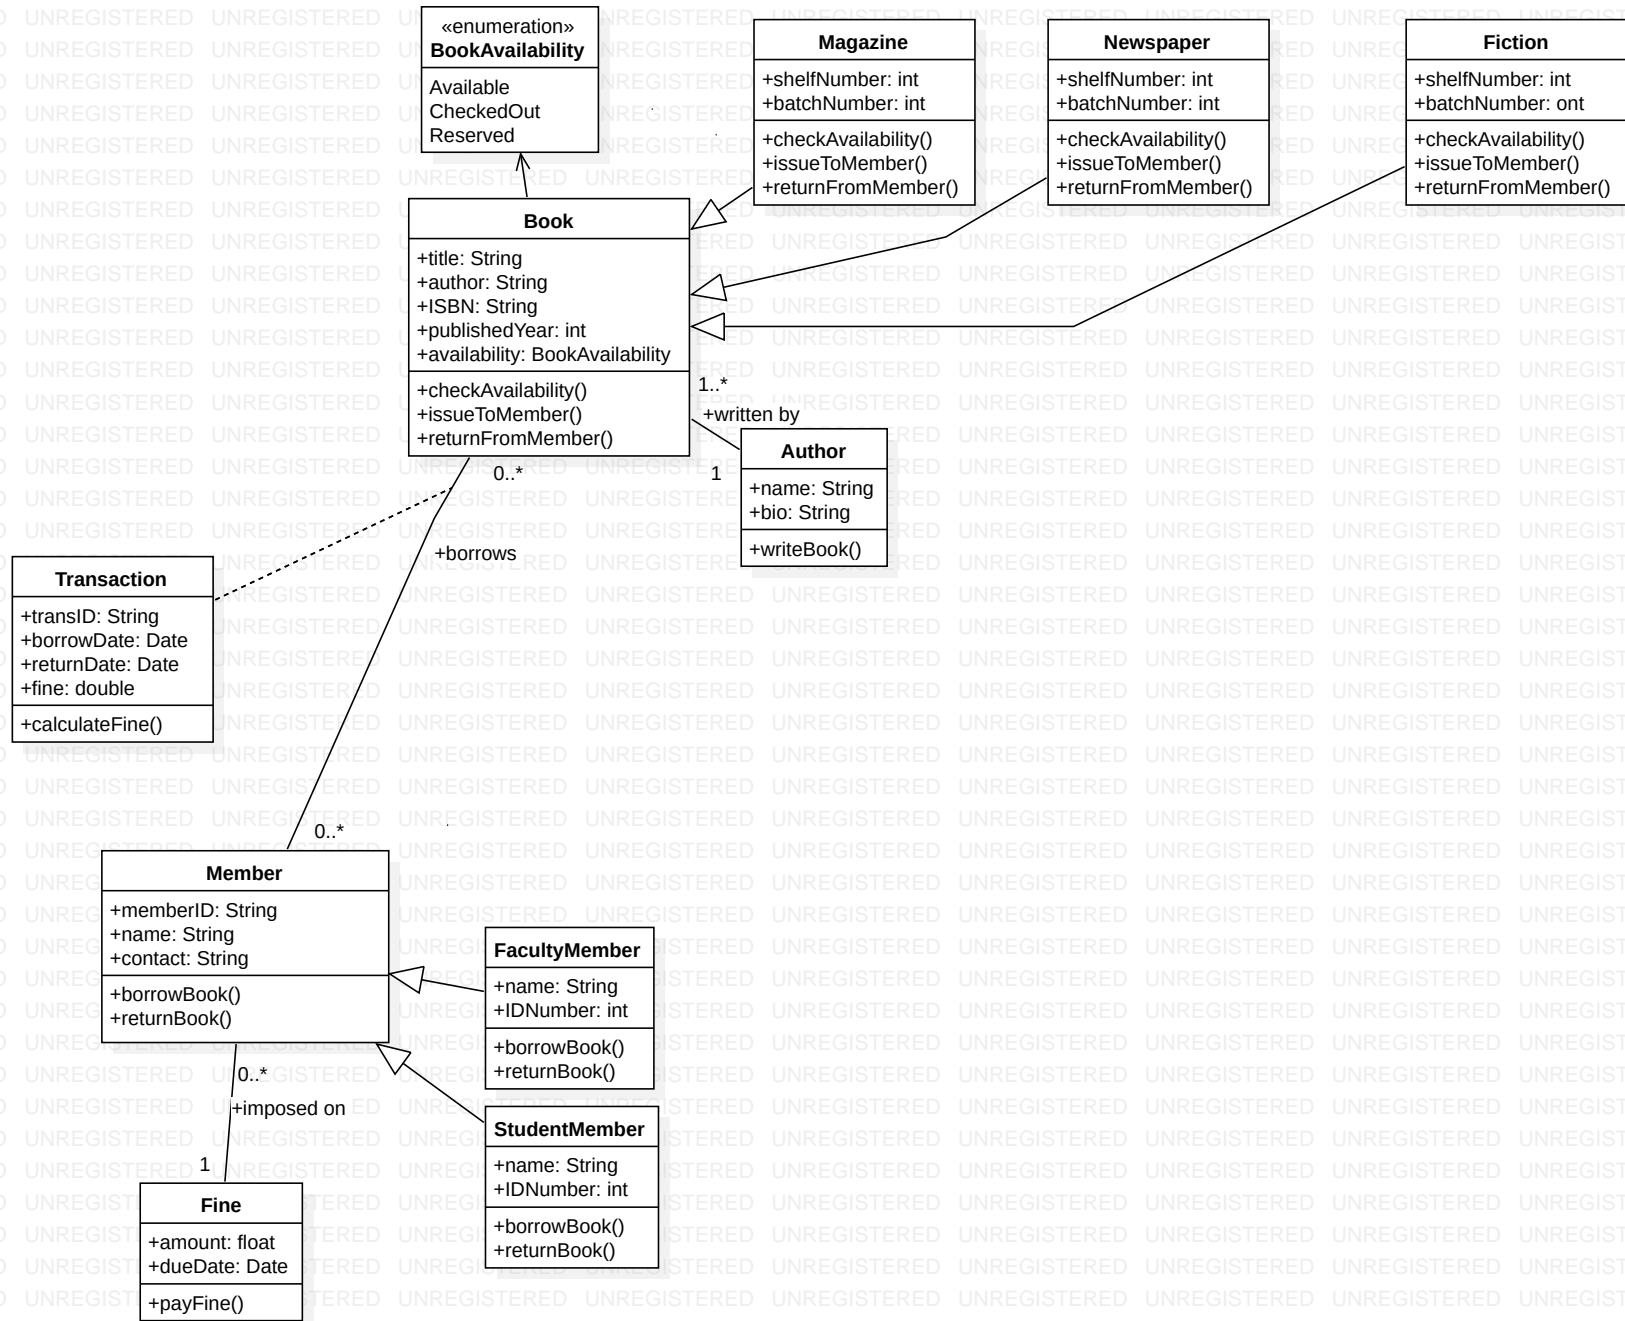 «enumeration»
BookAvailability
Available
CheckedOut
Reserved
Magazine
+shelfNumber: int
+batchNumber: int
+checkAvailability()
+issueToMember()
+returnFromMember()
Newspaper
+shelfNumber: int
+batchNumber: int
+checkAvailability()
+issueToMember()
+returnFromMember()
Fiction
+shelfNumber: int
+batchNumber: ont
+checkAvailability()
+issueToMember()
+returnFromMember()
Book
+title: String
+author: String
+ISBN: String
+publishedYear: int
+availability: BookAvailability
+checkAvailability()
+issueToMember()
+returnFromMember()
1..*
+written by
1
Author
+name: String
+bio: String
+writeBook()
0..*
+borrows
0..*
Transaction
+transID: String
+borrowDate: Date
+returnDate: Date
+fine: double
+calculateFine()
Member
+memberID: String
+name: String
+contact: String
+borrowBook()
+returnBook()
FacultyMember
+name: String
+IDNumber: int
+borrowBook()
+returnBook()
StudentMember
+name: String
+IDNumber: int
+borrowBook()
+returnBook()
0..*
+imposed on
1
Fine
+amount: float
+dueDate: Date
+payFine()
UNREGISTERED